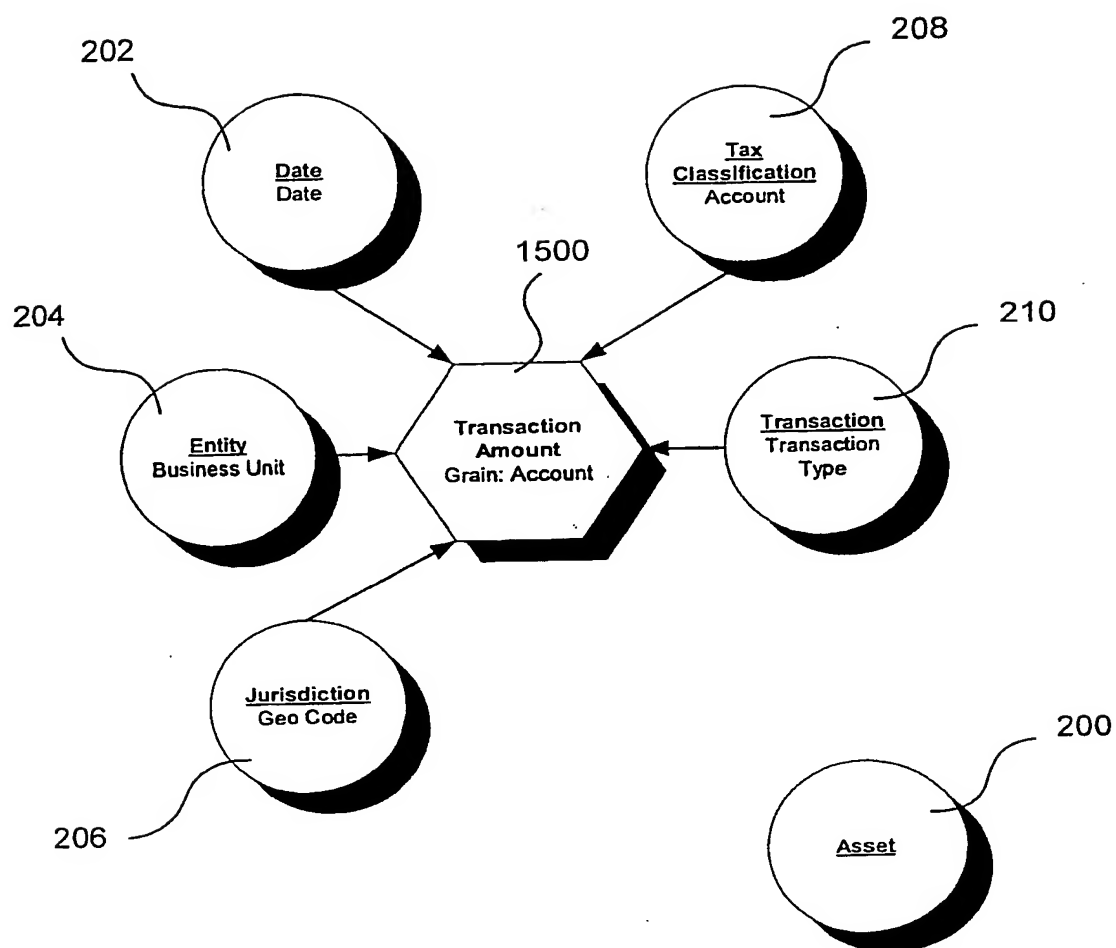 202
208
Date
Date
Tax
Classification
Account
1500
204
210
Entity
Business Unit
Transaction
Amount
Grain: Account
Transaction
Transaction
Type
Jurisdiction
Geo Code
206
200
Asset